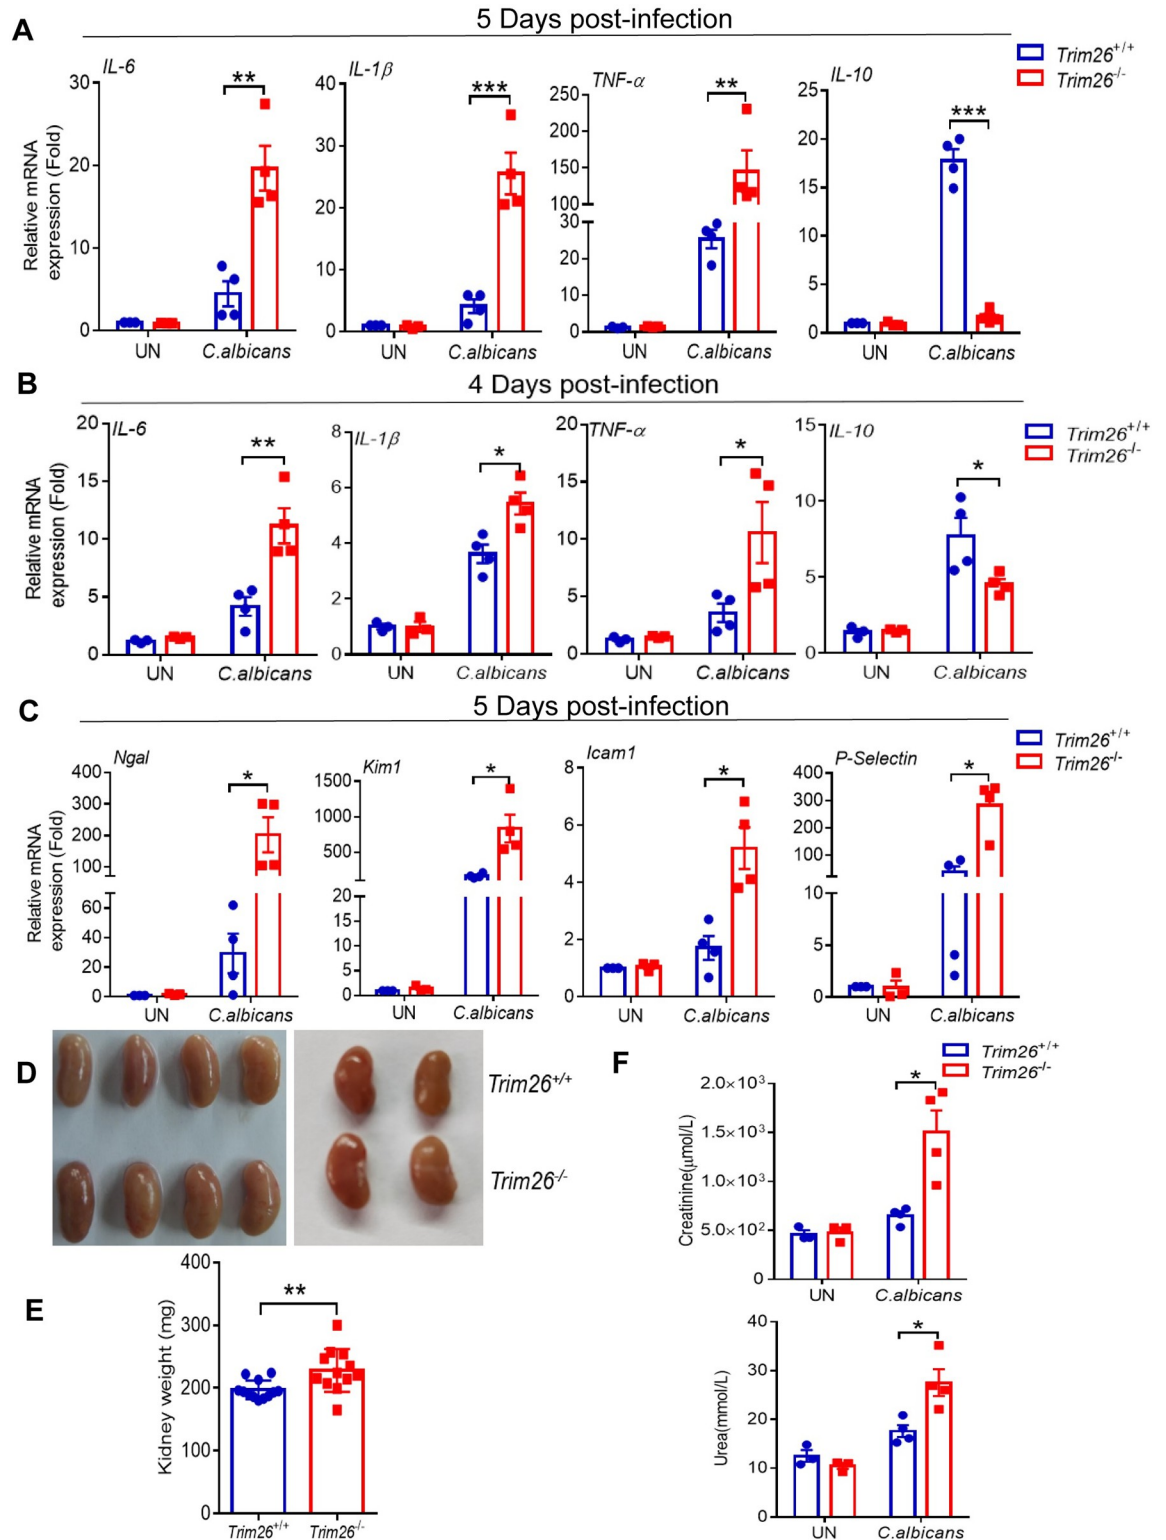 A
5 Days post-infection
Trim26+/+
Trim26-/-
Relative mRNA
expression (Fold)
IL-6
30
20
10
0
**
UN
C.albicans
IL-1β
40
30
20
10
0
***
UN
C.albicans
TNF-α
250
200
150
100
30
20
10
0
**
UN
C.albicans
IL-10
25
20
15
10
5
0
***
UN
C.albicans
B
4 Days post-infection
Trim26+/+
Trim26-/-
Relative mRNA
expression (Fold)
IL-6
20
15
10
5
0
**
UN
C.albicans
IL-1β
8
6
4
2
0
*
UN
C.albicans
TNF-α
20
15
10
5
0
*
UN
C.albicans
IL-10
15
10
5
0
*
UN
C.albicans
C
5 Days post-infection
Trim26+/+
Trim26-/-
Relative mRNA
expression (Fold)
Ngal
400
300
200
100
60
40
20
0
*
UN
C.albicans
Kim1
1500
1000
500
20
15
10
5
0
*
UN
C.albicans
Icam1
8
6
4
2
0
*
UN
C.albicans
P-Selectin
400
300
200
100
10
5
0
*
UN
C.albicans
D
Trim26+/+
Trim26-/-
E
Kidney weight (mg)
400
300
200
100
0
**
Trim26+/+
Trim26-/-
F
Trim26+/+
Trim26-/-
Creatinine(μmol/L)
2.0×10³
1.5×10³
1.0×10³
5.0×10²
0
*
UN
C.albicans
Urea(mmol/L)
40
30
20
10
0
*
UN
C.albicans